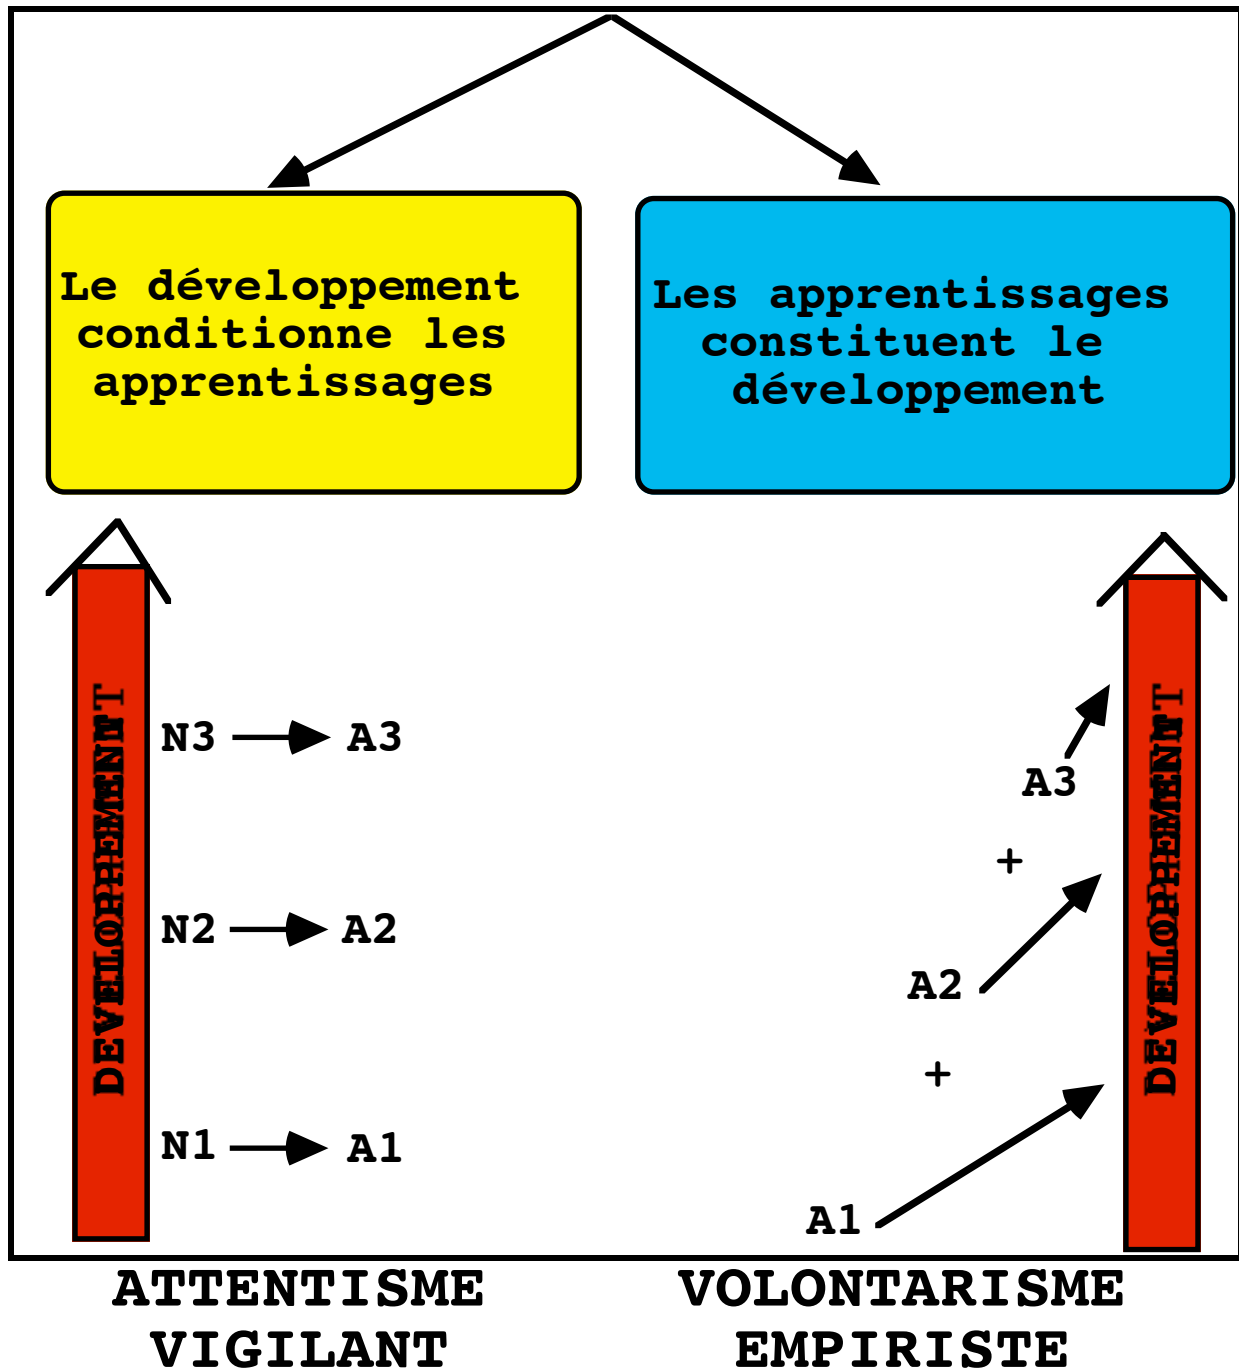 Le développement
conditionne les
apprentissages
Les apprentissages
constituent le
développement
DEVELOPPEMENT
N3 A3
N2 A2
N1 A1
A3
+
A2
+
A1
DEVELOPPEMENT
ATTENTISME
VIGILANT
VOLONTARISME
EMPIRISTE